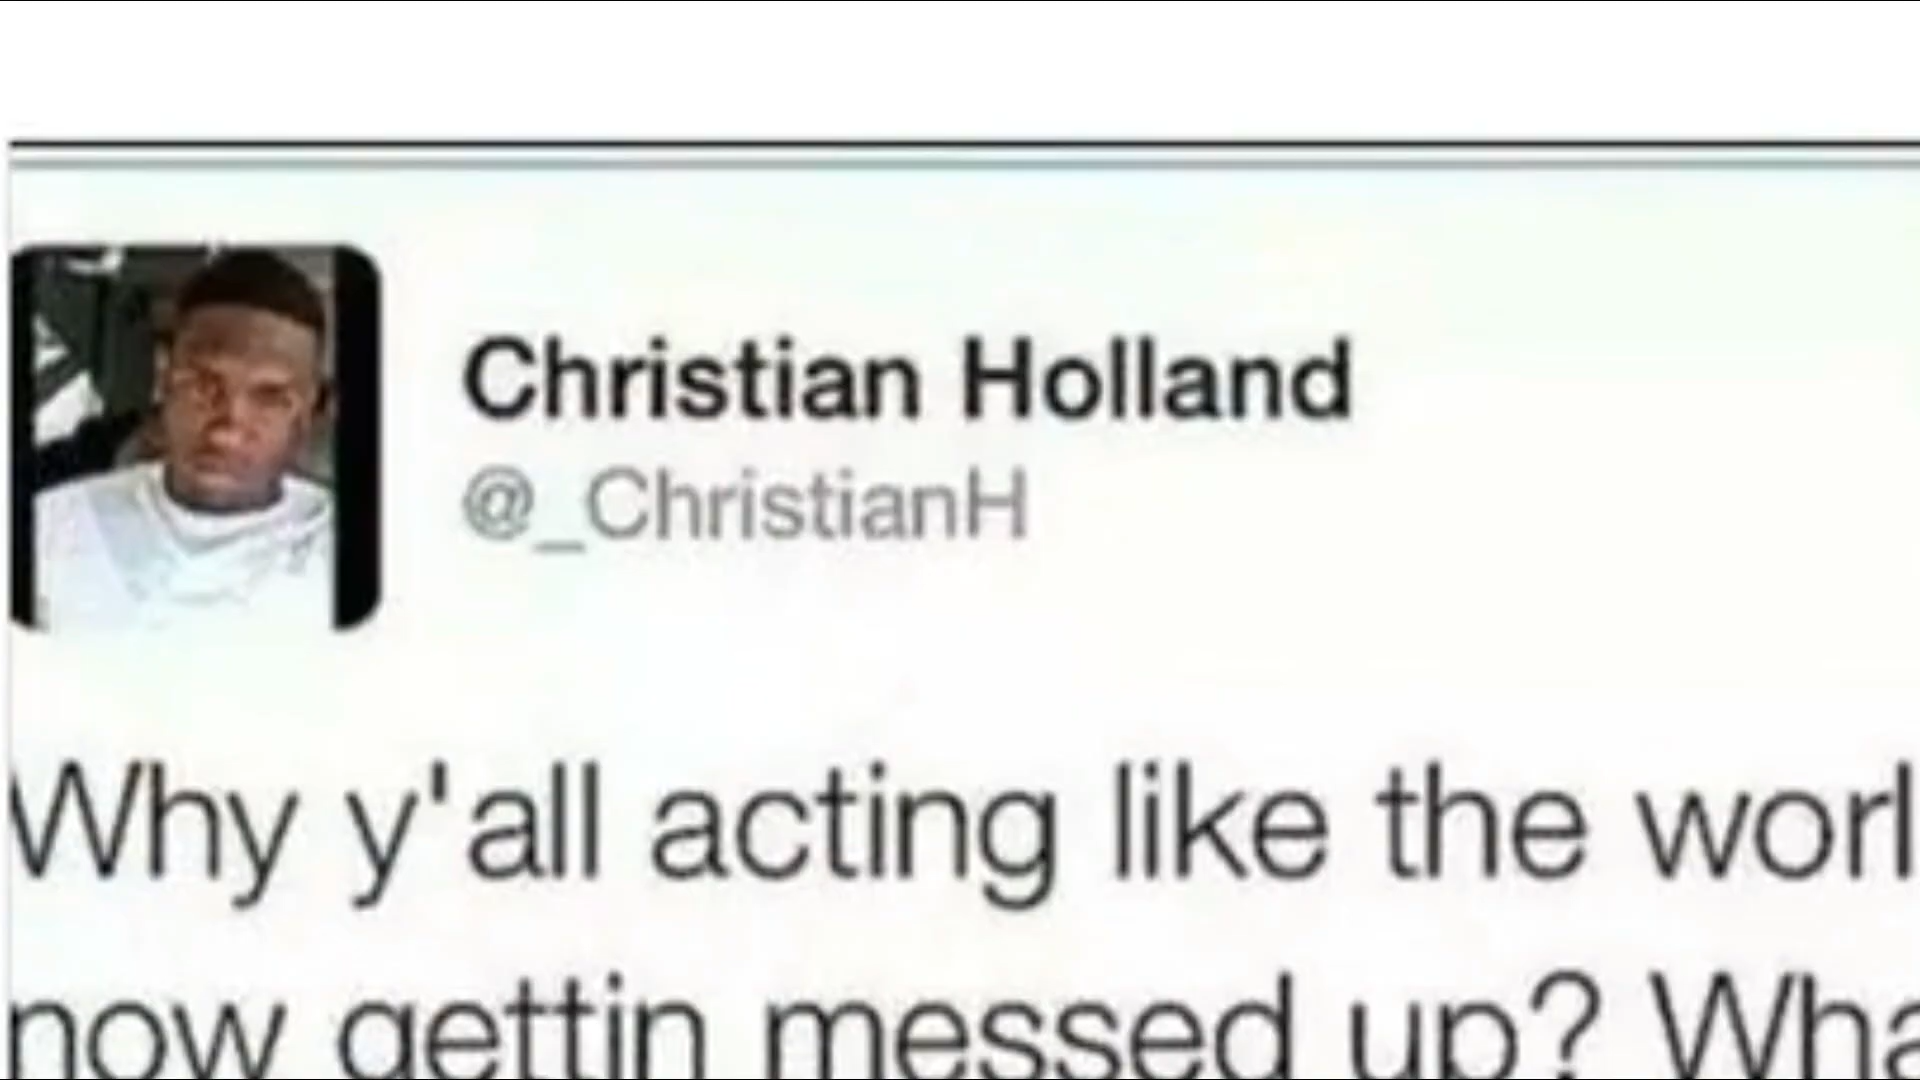 Christian Holland
@_ChristianH
Why y'all acting like the worl
now gettin messed up? Wha